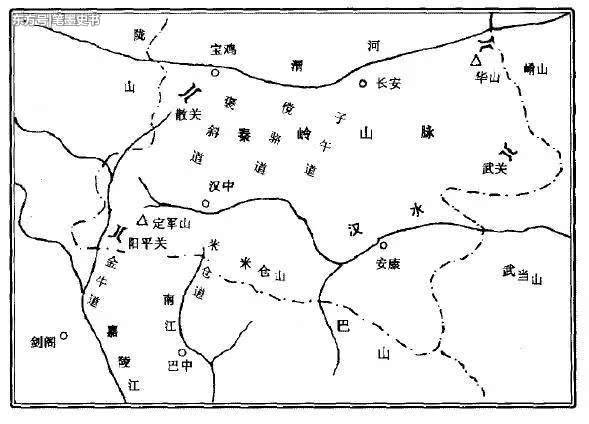 东方号|笔墨史书
陇山
宝鸡
渭河
长安
华山
崤山
散关
褒斜道
傥骆道
子午道
秦岭山脉
武关
汉中
汉水
定军山
阳平关
安康
武当山
米仓山
米仓道
金牛道
南江
嘉陵江
剑阁
巴中
巴山